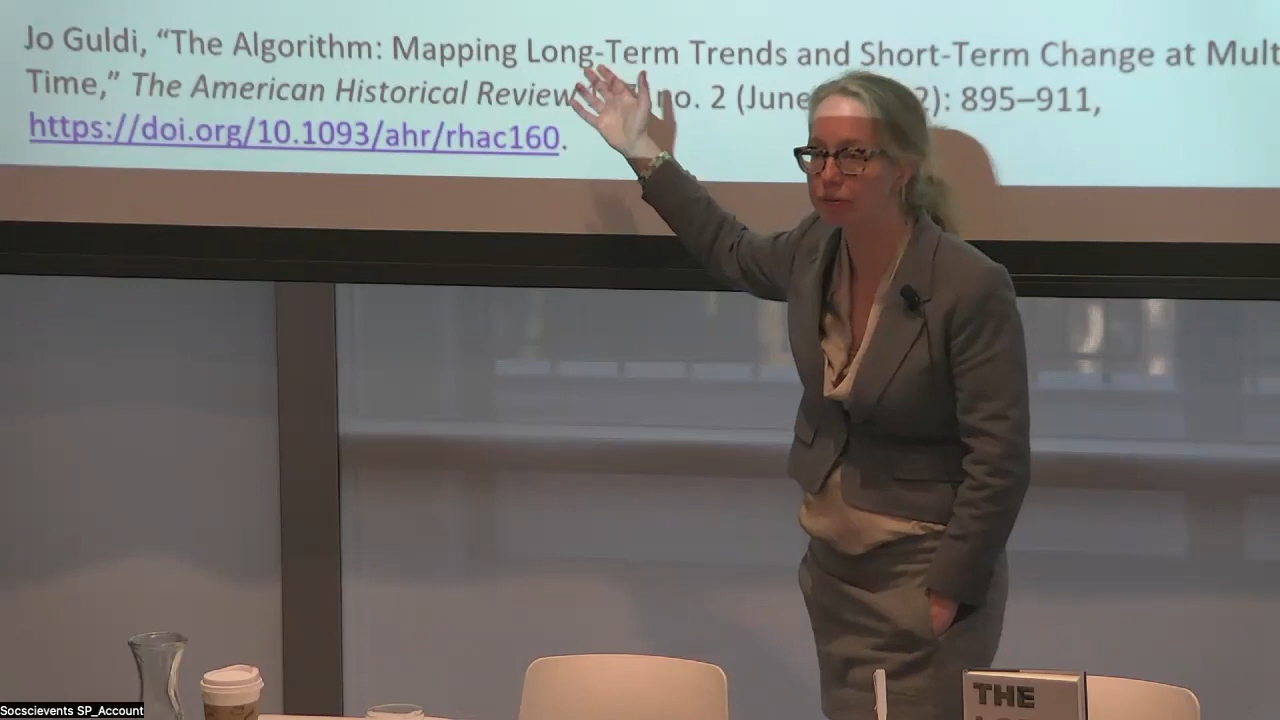 Jo Guldi, “The Algorithm: Mapping Long-Term Trends and Short-Term Change at
Time,” The American Historical Review no. 2 (June 2): 895–911,
https://doi.org/10.1093/ahr/rhac160.
THE
Socscievents SP_Account